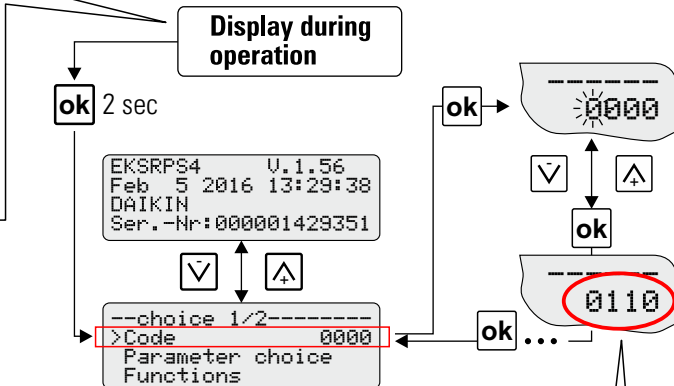 Display during
operation
ok 2 sec
EKSRPS4 V.1.56
Feb 5 2016 13:29:38
DAIKIN
Ser.-Nr:000001429351
--choice 1/2--------
>Code 0000
Parameter choice
Functions
ok
0000
ok
0110
ok ...